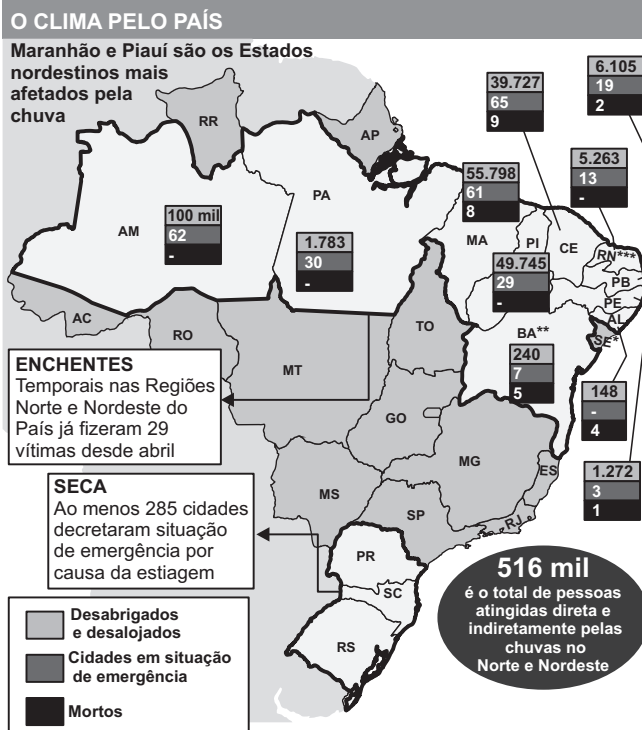 O CLIMA PELO PAÍS
Maranhão e Piauí são os Estados
nordestinos mais
afetados pela
chuva
RR
AP
AM
PA
MA
PI
CE
RN***
PB
PE
AL
SE*
BA**
AC
RO
TO
MT
GO
MG
ES
MS
SP
RJ
PR
SC
RS
39.727
65
9
6.105
19
2
5.263
13
-
55.798
61
8
100 mil
62
-
1.783
30
-
49.745
29
-
240
7
5
148
-
4
1.272
3
1
ENCHENTES
Temporais nas Regiões
Norte e Nordeste do
País já fizeram 29
vítimas desde abril
SECA
Ao menos 285 cidades
decretaram situação
de emergência por
causa da estiagem
516 mil
é o total de pessoas
atingidas direta e
indiretamente pelas
chuvas no
Norte e Nordeste
Desabrigados
e desalojados
Cidades em situação
de emergência
Mortos